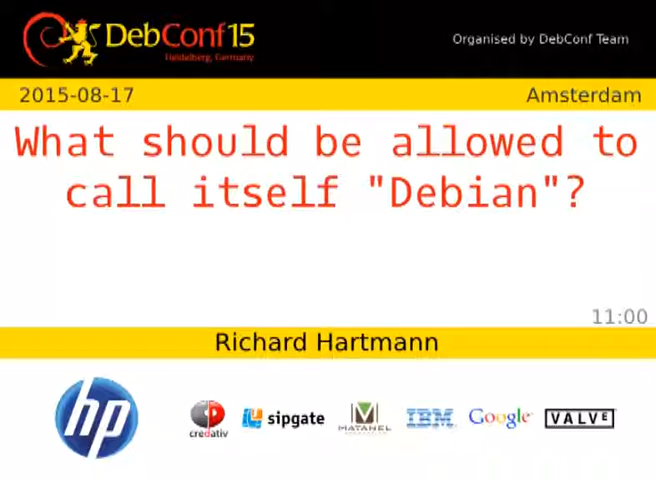 DebConf15
Heidelberg, Germany
Organised by DebConf Team
2015-08-17
Amsterdam
What should be allowed to
call itself "Debian"?
11:00
Richard Hartmann
hp
credativ
sipgate
MATANEL
IBM
Google
VALVE